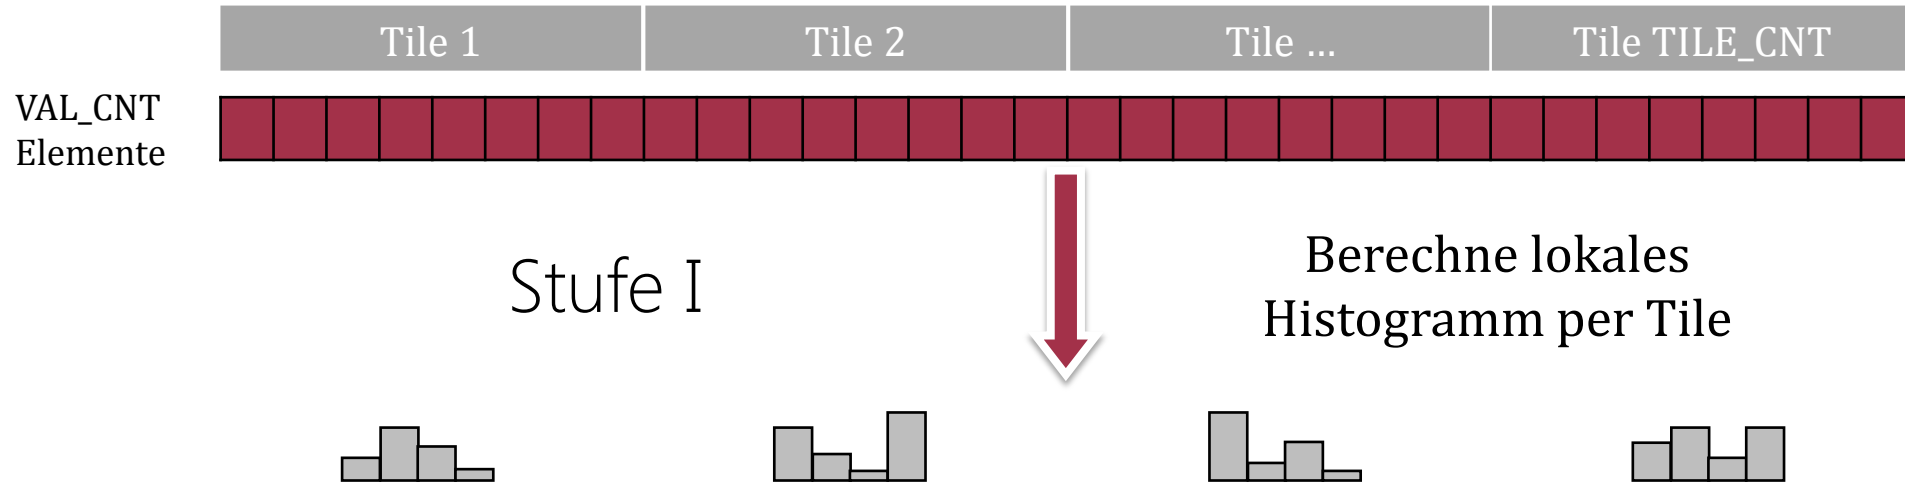 Tile 1
Tile 2
Tile ...
Tile TILE_CNT
VAL_CNT
Elemente
Stufe I
Berechne lokales
Histogramm per Tile